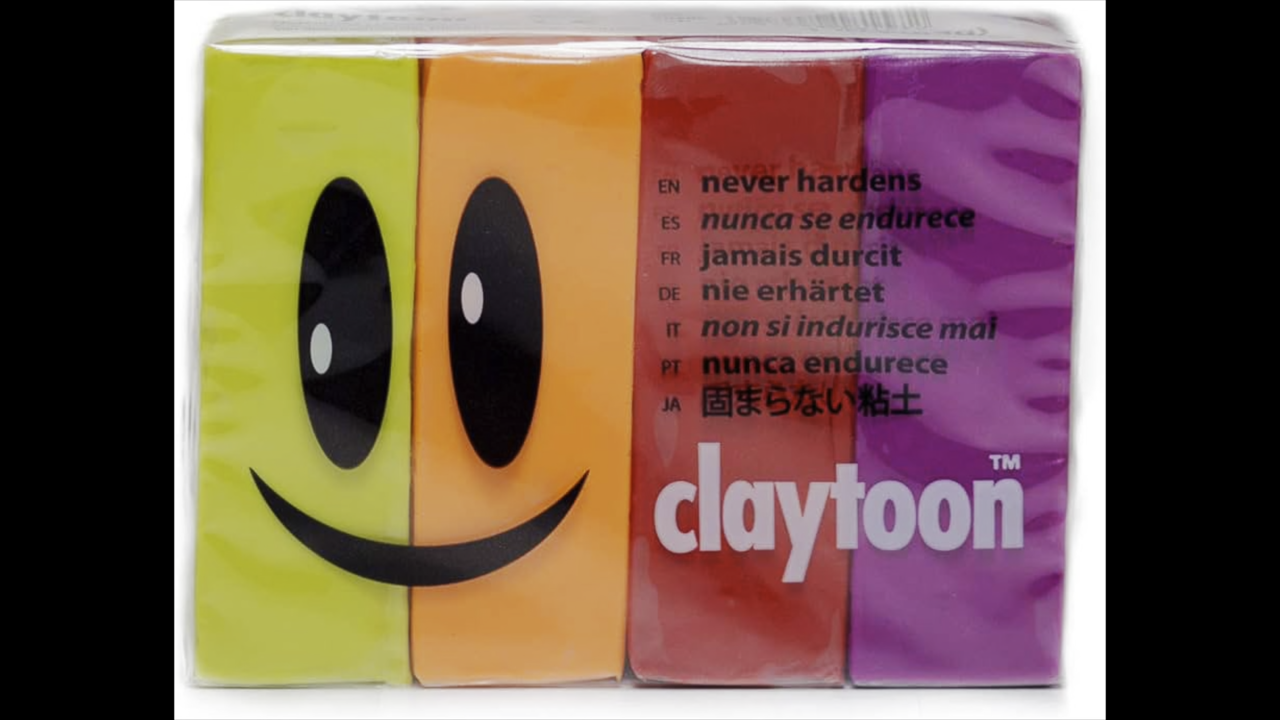 EN never hardens
ES nunca se endurece
FR jamais durcit
DE nie erhärtet
IT non si indurisce mai
PT nunca endurece
JA 固まらない粘土
claytoon™